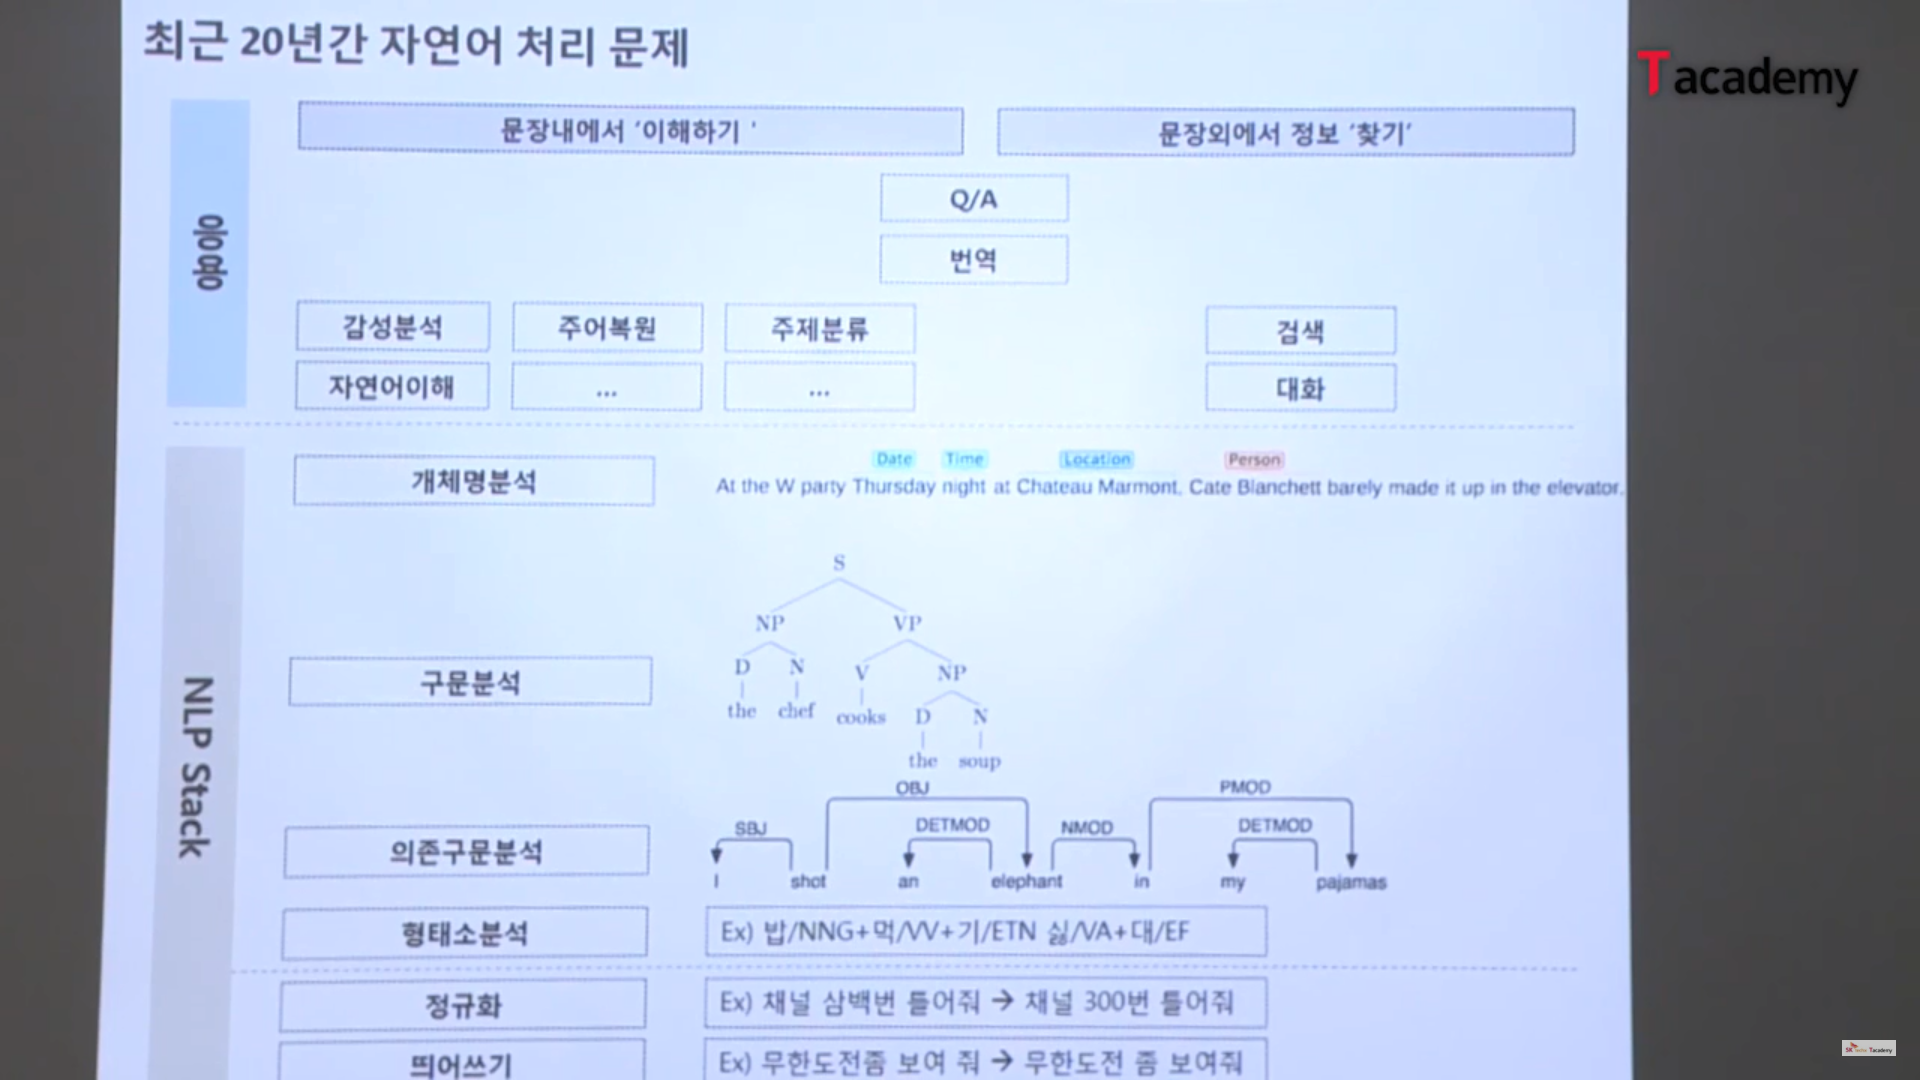 최근 20년간 자연어 처리 문제
T academy
응용
문장내에서 '이해하기 '
문장외에서 정보 '찾기'
Q/A
번역
감성분석
주어복원
주제분류
검색
자연어이해
...
...
대화
NLP Stack
개체명분석
Date Time Location Person
At the W party Thursday night at Chateau Marmont, Cate Blanchett barely made it up in the elevator.
구문분석
S
NP VP
D N V NP
the chef cooks D N
the soup
의존구문분석
OBJ PMOD
SBJ DETMOD NMOD DETMOD
I shot an elephant in my pajamas
형태소분석
Ex) 밥/NNG+먹/VV+기/ETN 싫/VA+대/EF
정규화
Ex) 채널 삼백번 틀어줘 → 채널 300번 틀어줘
띄어쓰기
Ex) 무한도전좀 보여 줘 → 무한도전 좀 보여줘